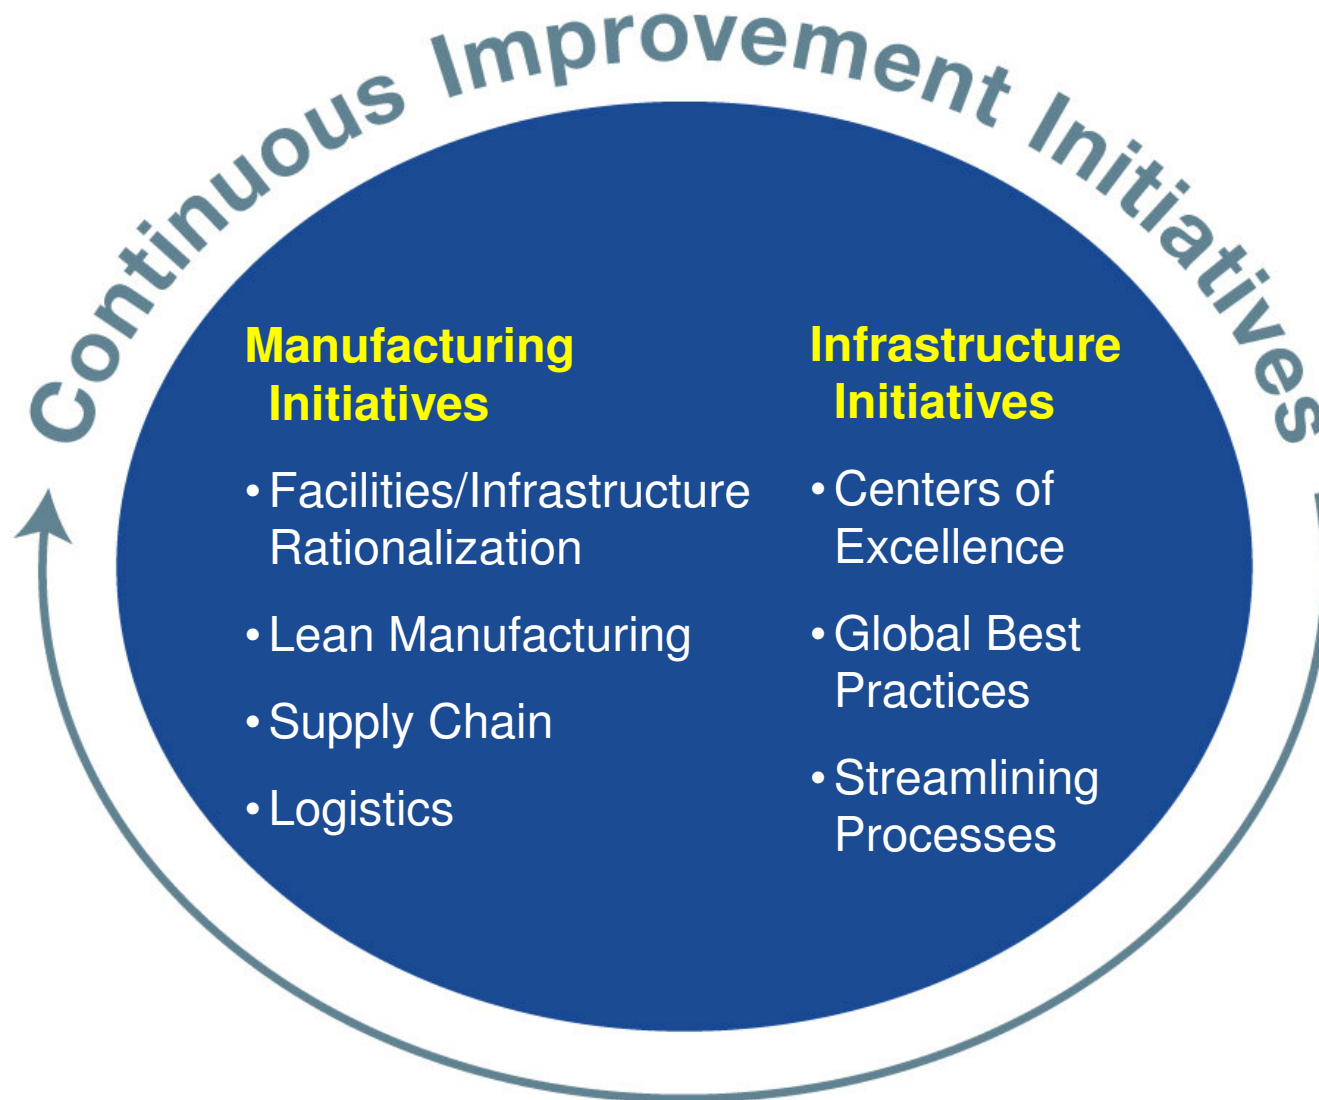 Continuous Improvement Initiatives
Manufacturing
Initiatives
• Facilities/Infrastructure
Rationalization
• Lean Manufacturing
• Supply Chain
• Logistics
Infrastructure
Initiatives
• Centers of
Excellence
• Global Best
Practices
• Streamlining
Processes